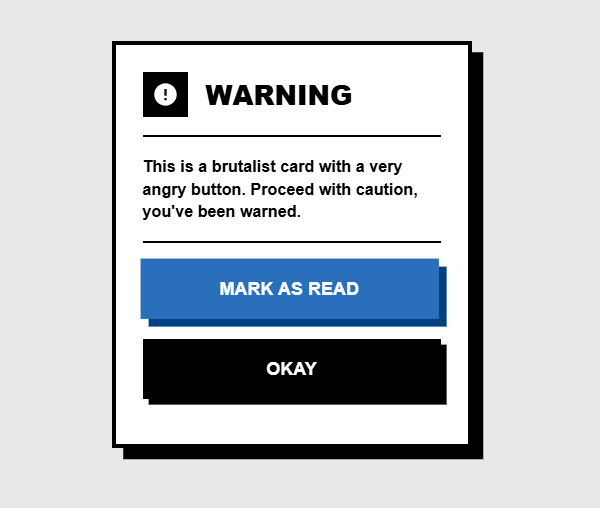 WARNING
This is a brutalist card with a very
angry button. Proceed with caution,
you've been warned.
MARK AS READ
OKAY